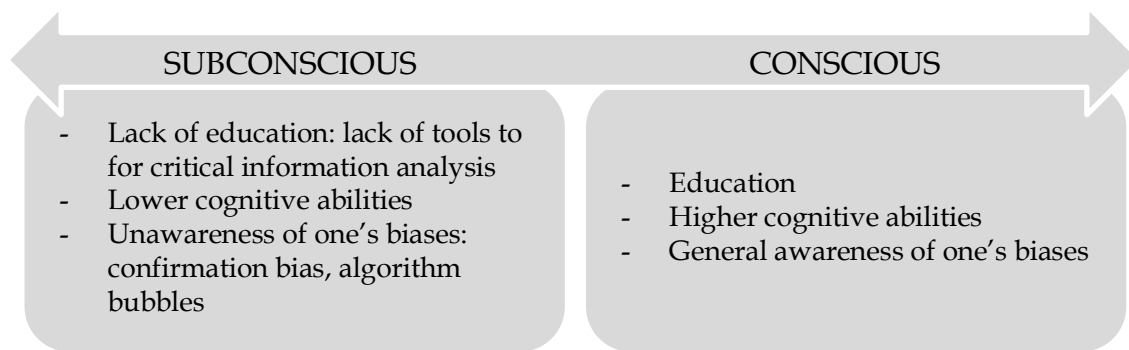 SUBCONSCIOUS
CONSCIOUS
- Lack of education: lack of tools to
for critical information analysis
- Lower cognitive abilities
- Unawareness of one’s biases:
confirmation bias, algorithm
bubbles
- Education
- Higher cognitive abilities
- General awareness of one’s biases